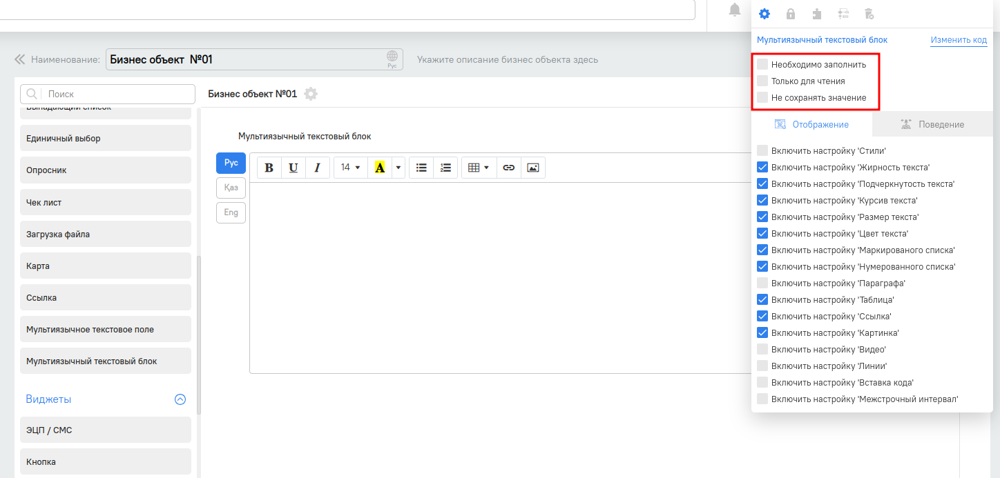 Наименование:
Бизнес объект №01
Рус
Укажите описание бизнес объекта здесь
Поиск
Выпадающий список
Единичный выбор
Опросник
Чек лист
Загрузка файла
Карта
Ссылка
Мультиязычное текстовое поле
Мультиязычный текстовый блок
Виджеты
ЭЦП / СМС
Кнопка
Бизнес объект №01
Мультиязычный текстовый блок
Рус
Қаз
Eng
B U I 14 A
Мультиязычный текстовый блок
Изменить код
Необходимо заполнить
Только для чтения
Не сохранять значение
Отображение
Поведение
Включить настройку 'Стили'
Включить настройку 'Жирность текста'
Включить настройку 'Подчеркнутость текста'
Включить настройку 'Курсив текста'
Включить настройку 'Размер текста'
Включить настройку 'Цвет текста'
Включить настройку 'Маркированого списка'
Включить настройку 'Нумерованного списка'
Включить настройку 'Параграфа'
Включить настройку 'Таблица'
Включить настройку 'Ссылка'
Включить настройку 'Картинка'
Включить настройку 'Видео'
Включить настройку 'Линии'
Включить настройку 'Вставка кода'
Включить настройку 'Межстрочный интервал'